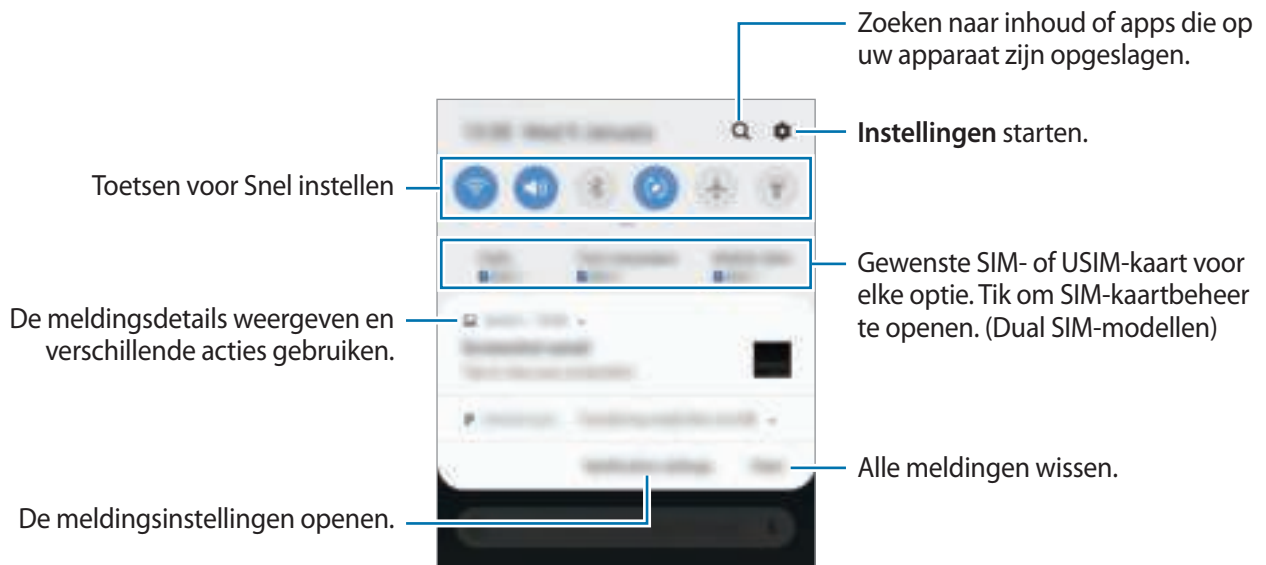 Zoeken naar inhoud of apps die op
uw apparaat zijn opgeslagen.
Instellingen starten.
Toetsen voor Snel instellen
Gewenste SIM- of USIM-kaart voor
elke optie. Tik om SIM-kaartbeheer
te openen. (Dual SIM-modellen)
De meldingsdetails weergeven en
verschillende acties gebruiken.
Alle meldingen wissen.
De meldingsinstellingen openen.